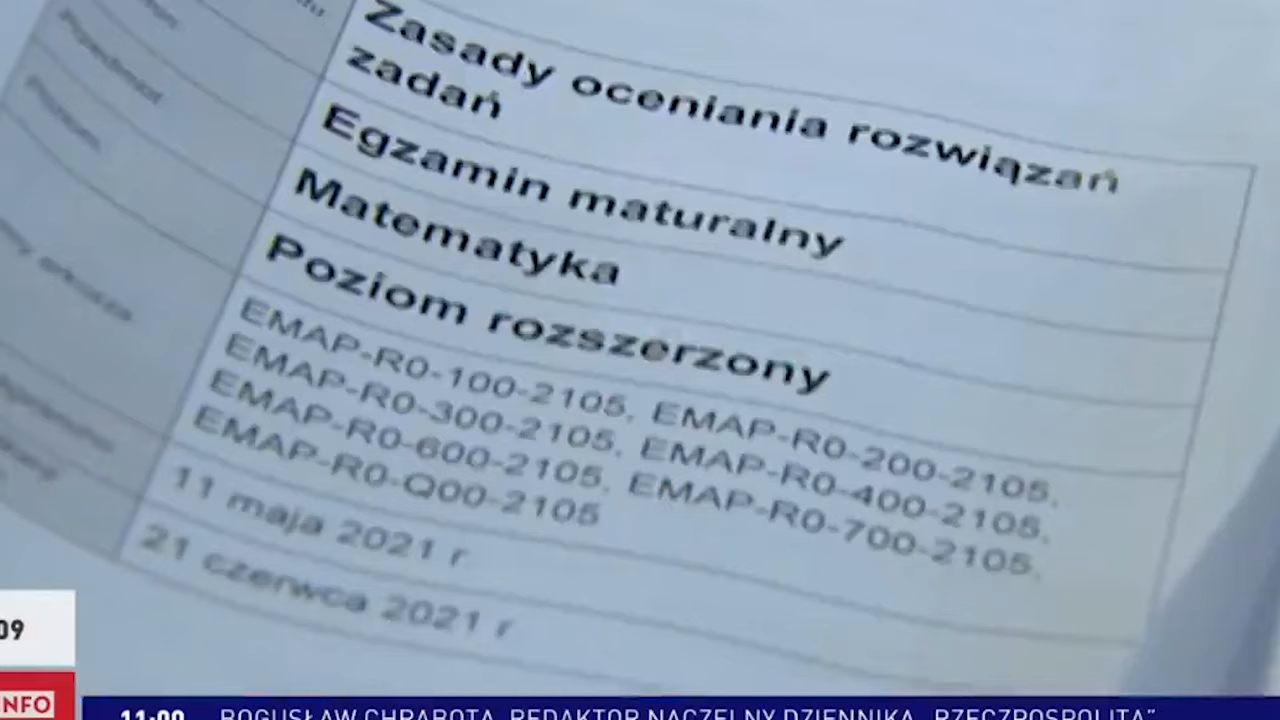 Zasady oceniania rozwiązań
zadań
Egzamin maturalny
Matematyka
Poziom rozszerzony
EMAP-R0-100-2105, EMAP-R0-200-2105,
EMAP-R0-300-2105, EMAP-R0-400-2105,
EMAP-R0-600-2105, EMAP-R0-700-2105,
EMAP-R0-Q00-2105
11 maja 2021 r.
21 czerwca 2021 r.
09
INFO
11:00 BOGUSŁAW CHRABOTA, REDAKTOR NACZELNY DZIENNIKA „RZECZPOSPOLITA”